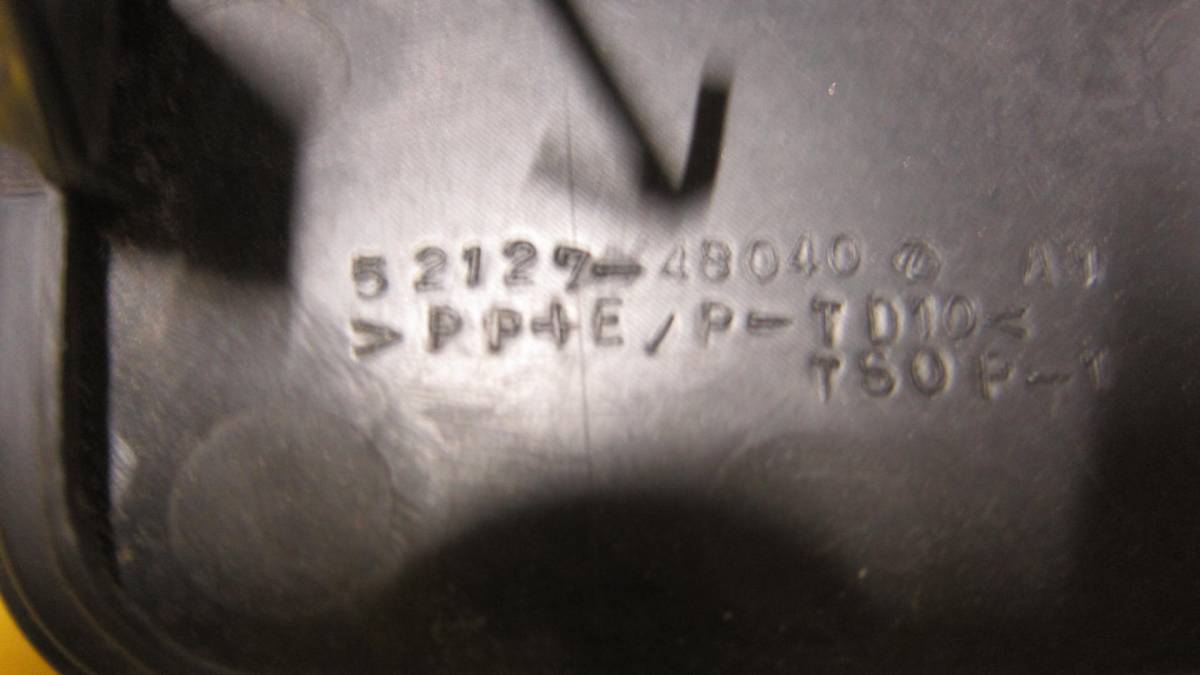 52127-48040 A1
>PP+E/P-TD10<
TSOP-1